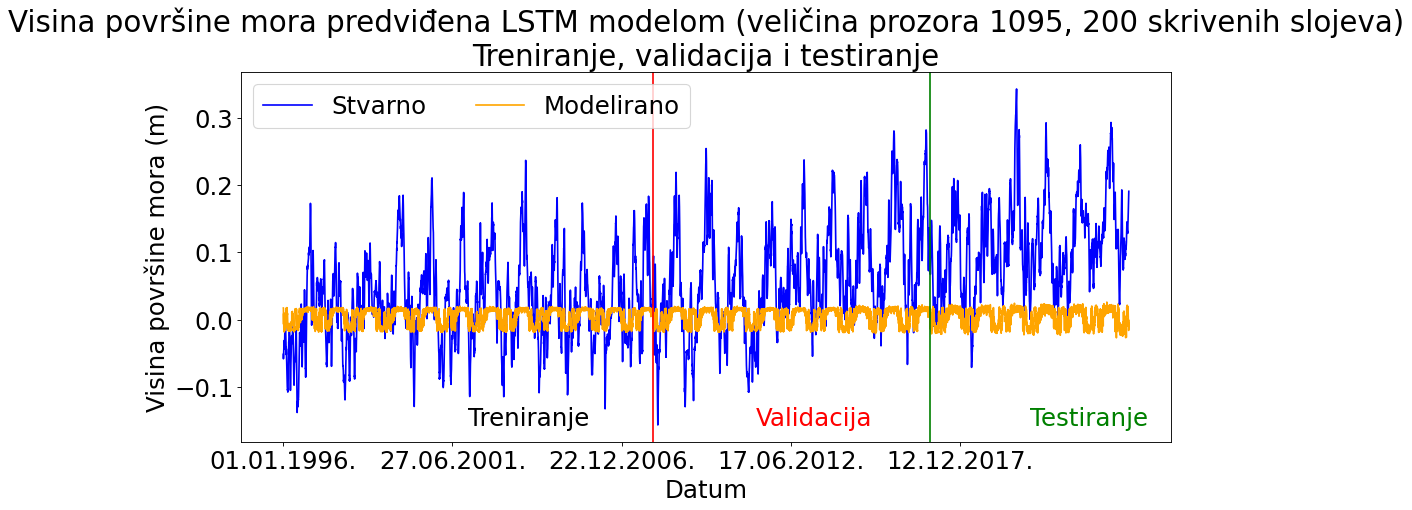 Visina površine mora predviđena LSTM modelom (veličina prozora 1095, 200 skrivenih slojeva)
Treniranje, validacija i testiranje
Stvarno Modelirano
Visina površine mora (m)
0.3
0.2
0.1
0.0
−0.1
Treniranje Validacija Testiranje
01.01.1996. 27.06.2001. 22.12.2006. 17.06.2012. 12.12.2017.
Datum